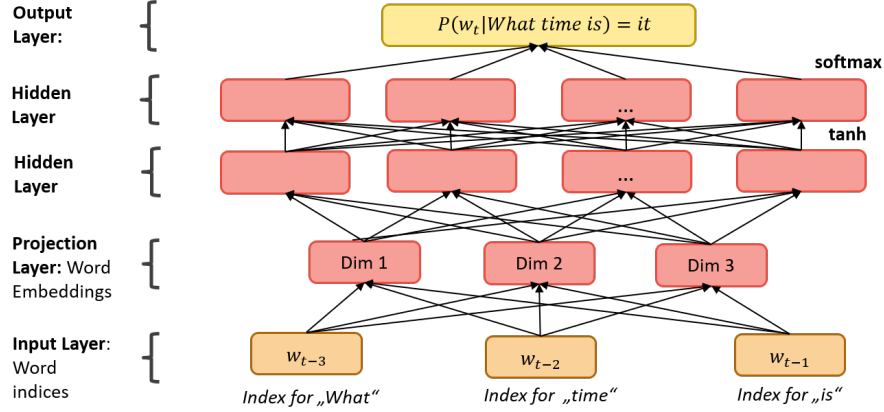 Output
Layer:
P(w_t|What time is) = it
softmax
Hidden
Layer
...
tanh
Hidden
Layer
...
Projection
Layer: Word
Embeddings
Dim 1
Dim 2
Dim 3
Input Layer:
Word
indices
w_{t-3}
w_{t-2}
w_{t-1}
Index for „What“
Index for „time“
Index for „is“